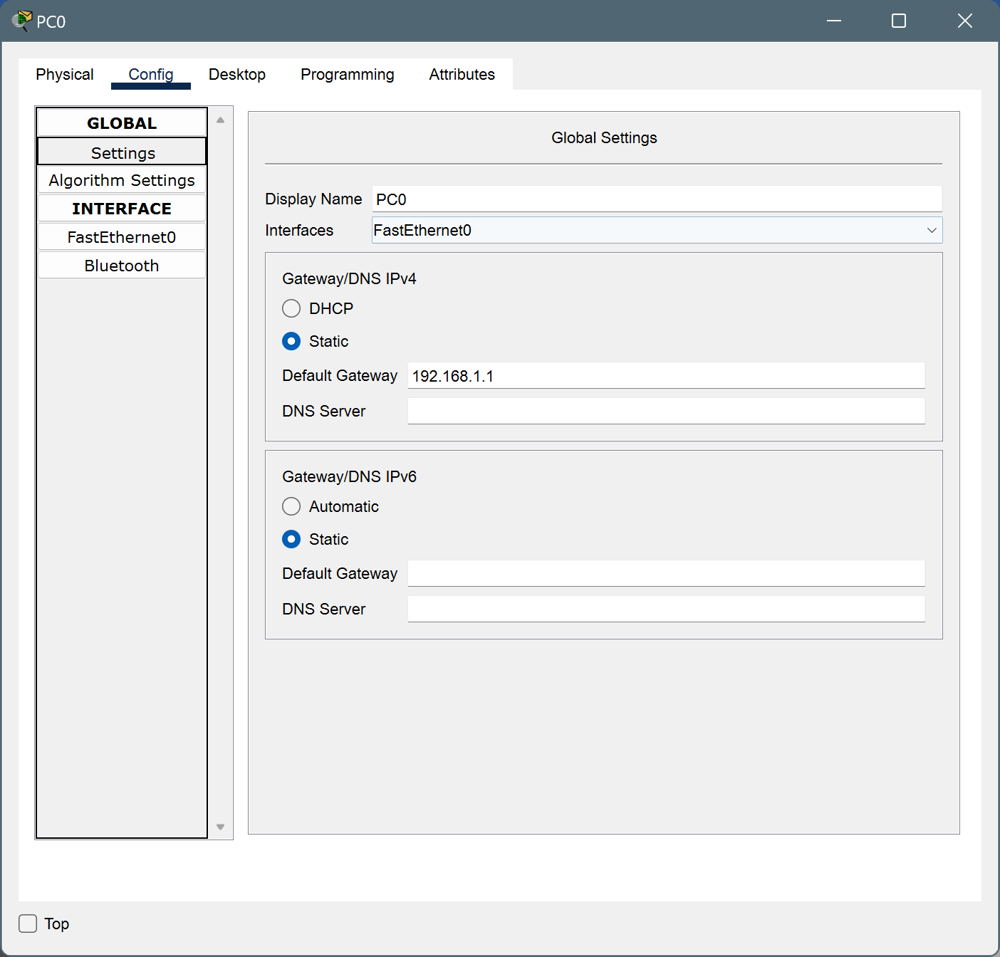 PC0
Physical Config Desktop Programming Attributes
GLOBAL
Settings
Algorithm Settings
INTERFACE
FastEthernet0
Bluetooth
Global Settings
Display Name PC0
Interfaces FastEthernet0
Gateway/DNS IPv4
DHCP
Static
Default Gateway 192.168.1.1
DNS Server
Gateway/DNS IPv6
Automatic
Static
Default Gateway
DNS Server
Top